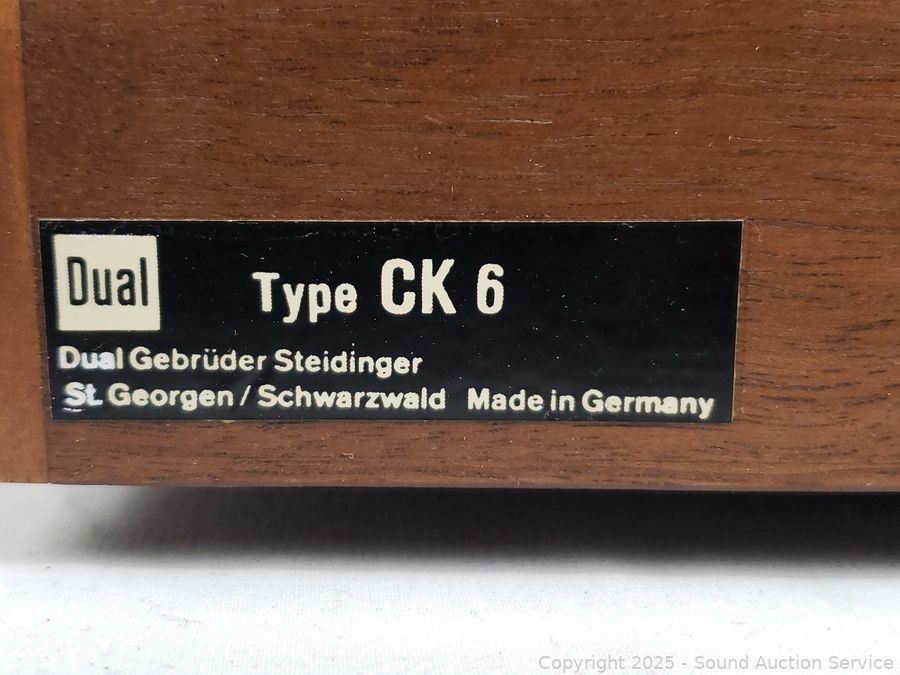 Dual
Type CK 6
Dual Gebrüder Steidinger
St. Georgen / Schwarzwald Made in Germany
Copyright 2025 - Sound Auction Service